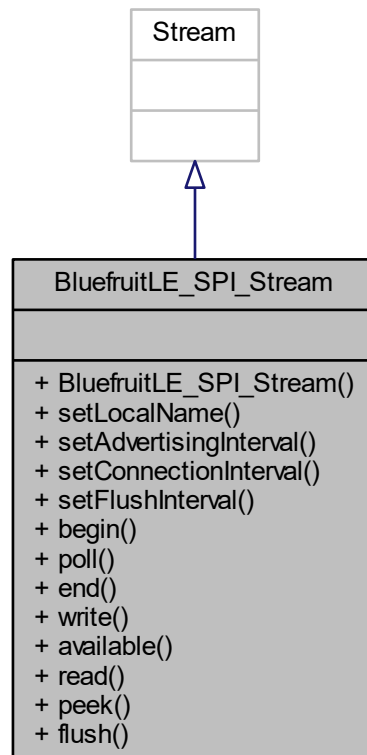 Stream
BluefruitLE_SPI_Stream
+ BluefruitLE_SPI_Stream()
+ setLocalName()
+ setAdvertisingInterval()
+ setConnectionInterval()
+ setFlushInterval()
+ begin()
+ poll()
+ end()
+ write()
+ available()
+ read()
+ peek()
+ flush()